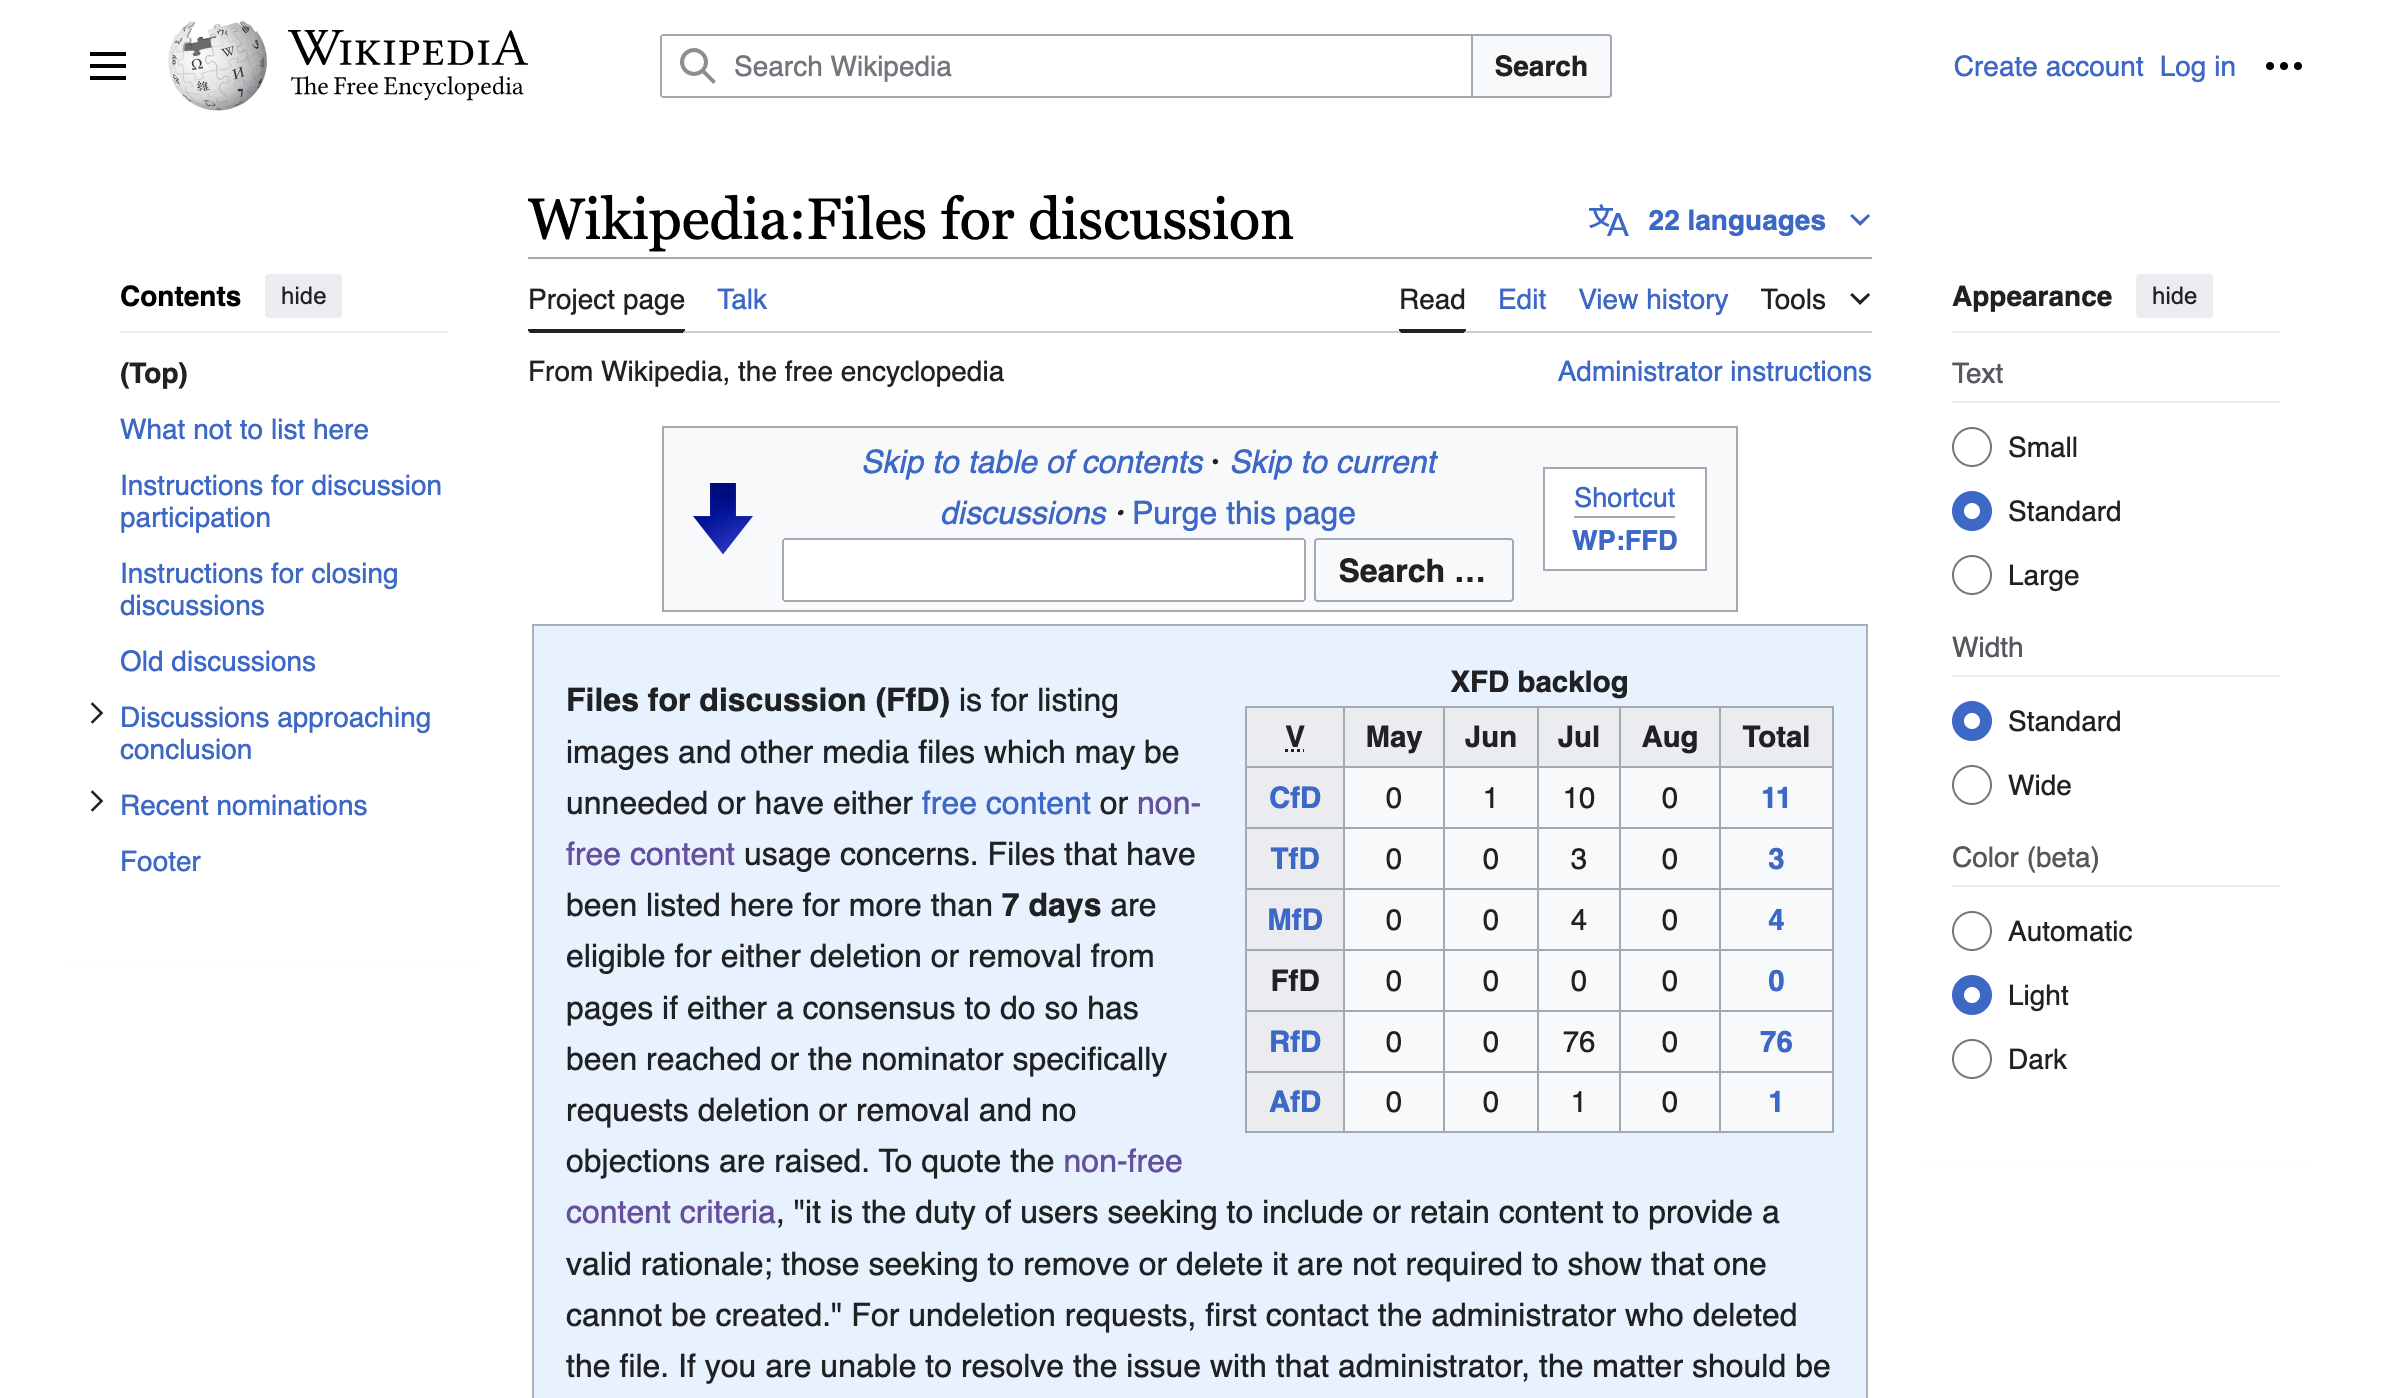 WIKIPEDIA
The Free Encyclopedia
Search Wikipedia
Search
Create account Log in
Wikipedia:Files for discussion
22 languages
Contents hide
(Top)
What not to list here
Instructions for discussion
participation
Instructions for closing
discussions
Old discussions
Discussions approaching
conclusion
Recent nominations
Footer
Project page Talk
Read Edit View history Tools
From Wikipedia, the free encyclopedia
Administrator instructions
Skip to table of contents · Skip to current
discussions · Purge this page
Search ...
Shortcut
WP:FFD
Files for discussion (FfD) is for listing
images and other media files which may be
unneeded or have either free content or non-
free content usage concerns. Files that have
been listed here for more than 7 days are
eligible for either deletion or removal from
pages if either a consensus to do so has
been reached or the nominator specifically
requests deletion or removal and no
objections are raised. To quote the non-free
content criteria, "it is the duty of users seeking to include or retain content to provide a
valid rationale; those seeking to remove or delete it are not required to show that one
cannot be created." For undeletion requests, first contact the administrator who deleted
the file. If you are unable to resolve the issue with that administrator, the matter should be
XFD backlog
V May Jun Jul Aug Total
CfD 0 1 10 0 11
TfD 0 0 3 0 3
MfD 0 0 4 0 4
FfD 0 0 0 0 0
RfD 0 0 76 0 76
AfD 0 0 1 0 1
Appearance hide
Text
Small
Standard
Large
Width
Standard
Wide
Color (beta)
Automatic
Light
Dark